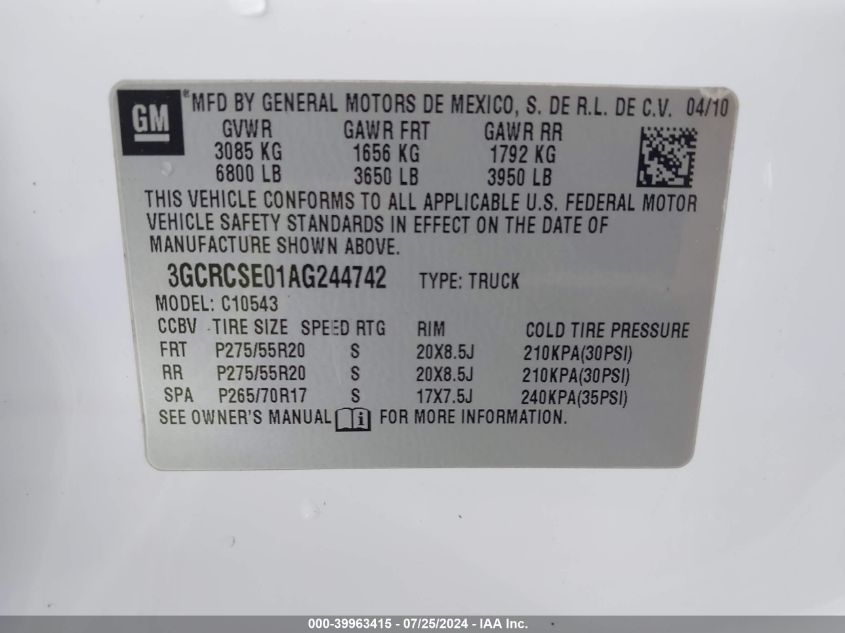 GM
® MFD BY GENERAL MOTORS DE MEXICO, S. DE R.L. DE C.V. 04/10
GVWR GAWR FRT GAWR RR
3085 KG 1656 KG 1792 KG
6800 LB 3650 LB 3950 LB
THIS VEHICLE CONFORMS TO ALL APPLICABLE U.S. FEDERAL MOTOR
VEHICLE SAFETY STANDARDS IN EFFECT ON THE DATE OF
MANUFACTURE SHOWN ABOVE.
3GCRCSE01AG244742 TYPE: TRUCK
MODEL: C10543
CCBV TIRE SIZE SPEED RTG RIM COLD TIRE PRESSURE
FRT P275/55R20 S 20X8.5J 210KPA(30PSI)
RR P275/55R20 S 20X8.5J 210KPA(30PSI)
SPA P265/70R17 S 17X7.5J 240KPA(35PSI)
SEE OWNER'S MANUAL i FOR MORE INFORMATION.
000-39963415 - 07/25/2024 - IAA Inc.